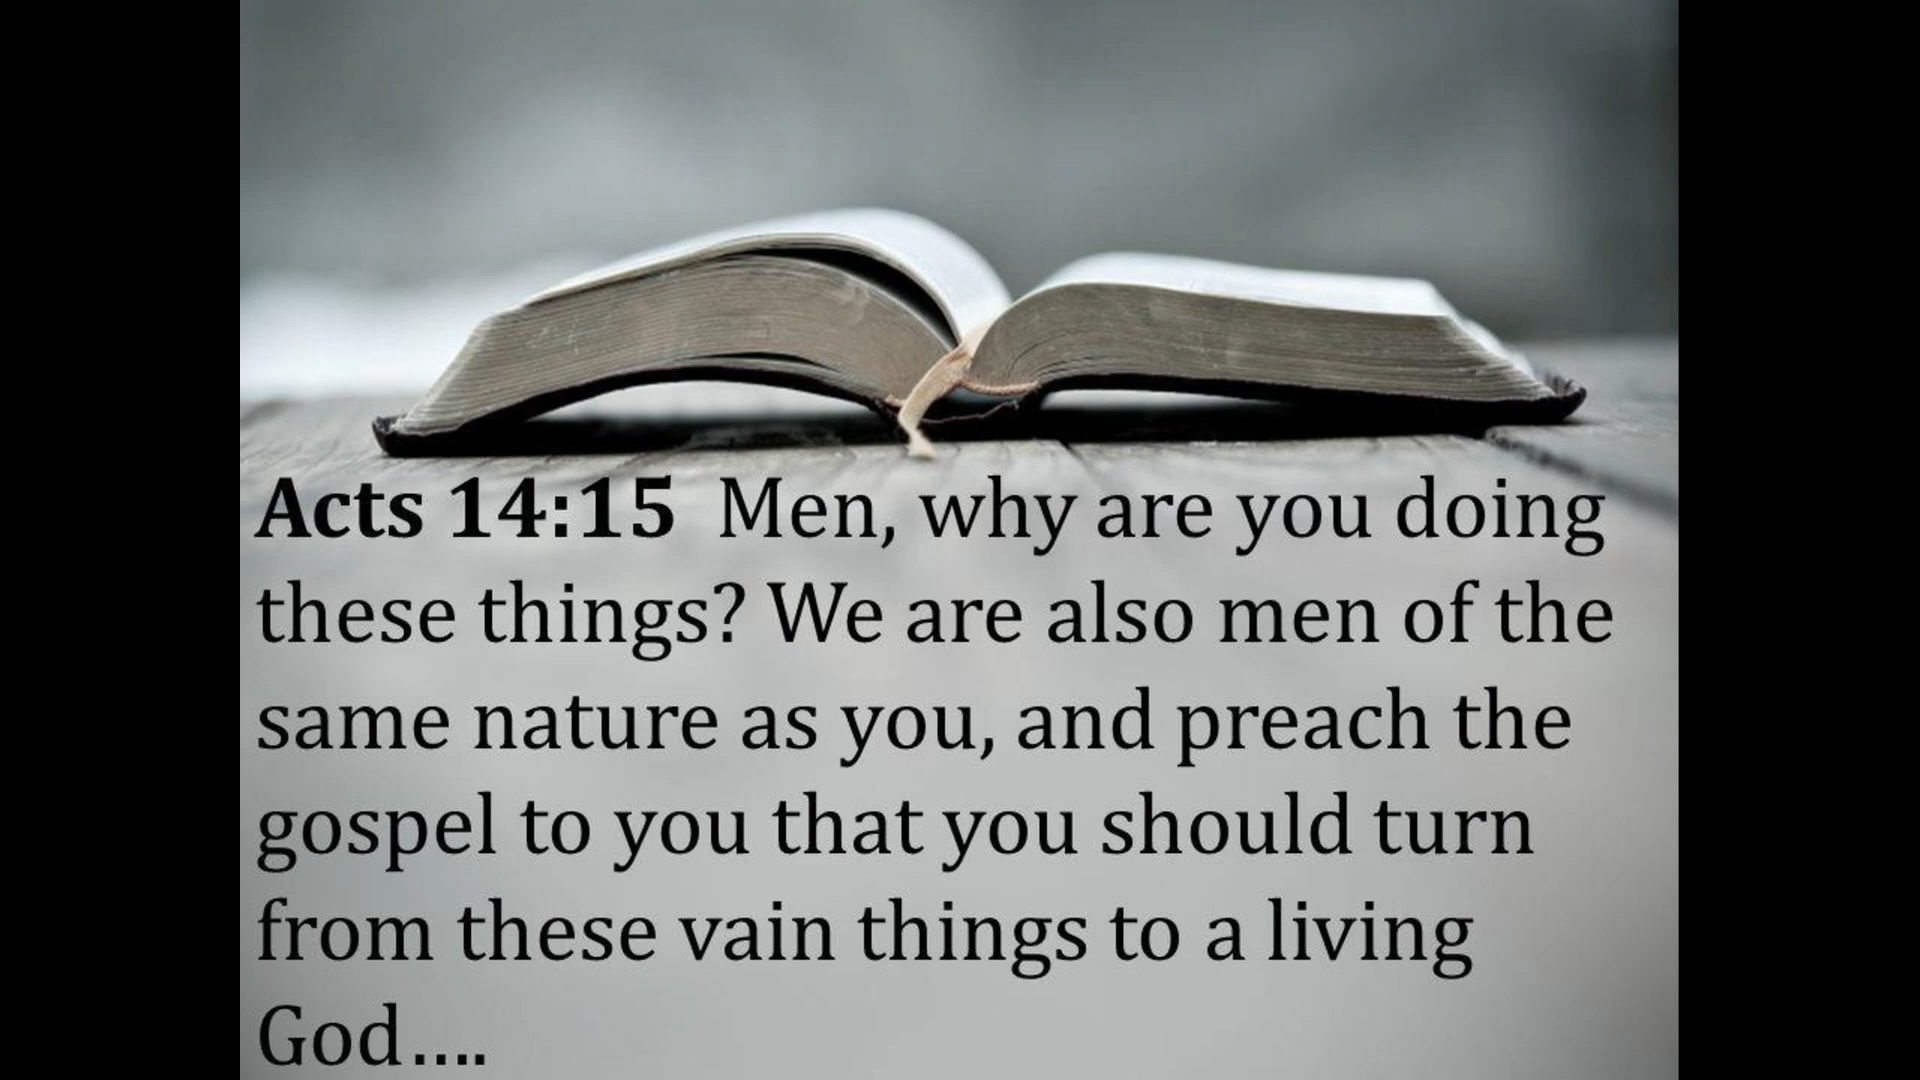 Acts 14:15  Men, why are you doing
these things? We are also men of the
same nature as you, and preach the
gospel to you that you should turn
from these vain things to a living
God....